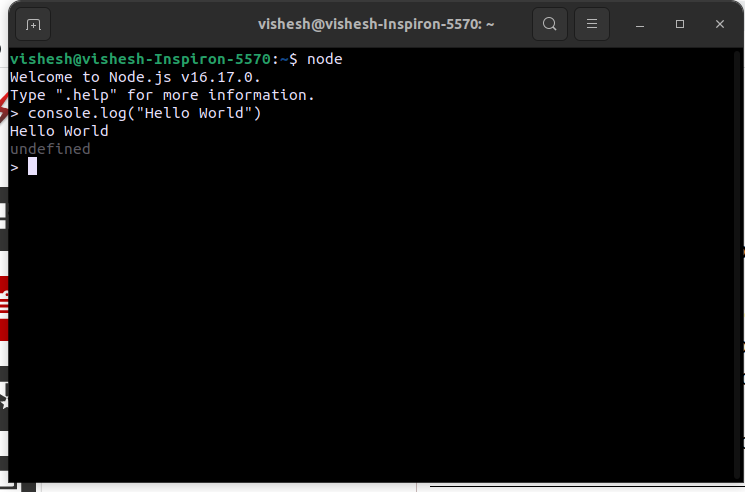 vishesh@vishesh-Inspiron-5570: ~
vishesh@vishesh-Inspiron-5570:~$ node
Welcome to Node.js v16.17.0.
Type ".help" for more information.
> console.log("Hello World")
Hello World
undefined
>